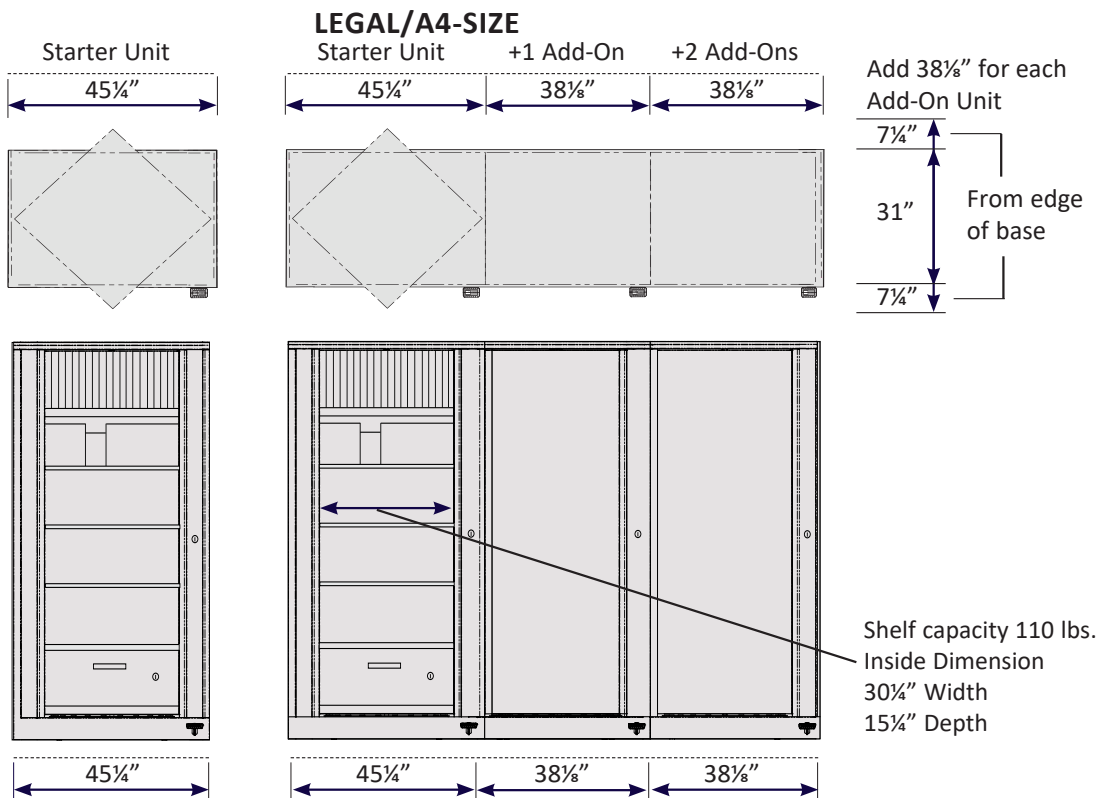 LEGAL/A4-SIZE
Starter Unit
Starter Unit
+1 Add-On
+2 Add-Ons
45¼”
45¼”
38⅛”
38⅛”
Add 38⅛” for each
Add-On Unit
7¼”
31”
From edge
of base
7¼”
Shelf capacity 110 lbs.
Inside Dimension
30¼” Width
15¼” Depth
45¼”
45¼”
38⅛”
38⅛”